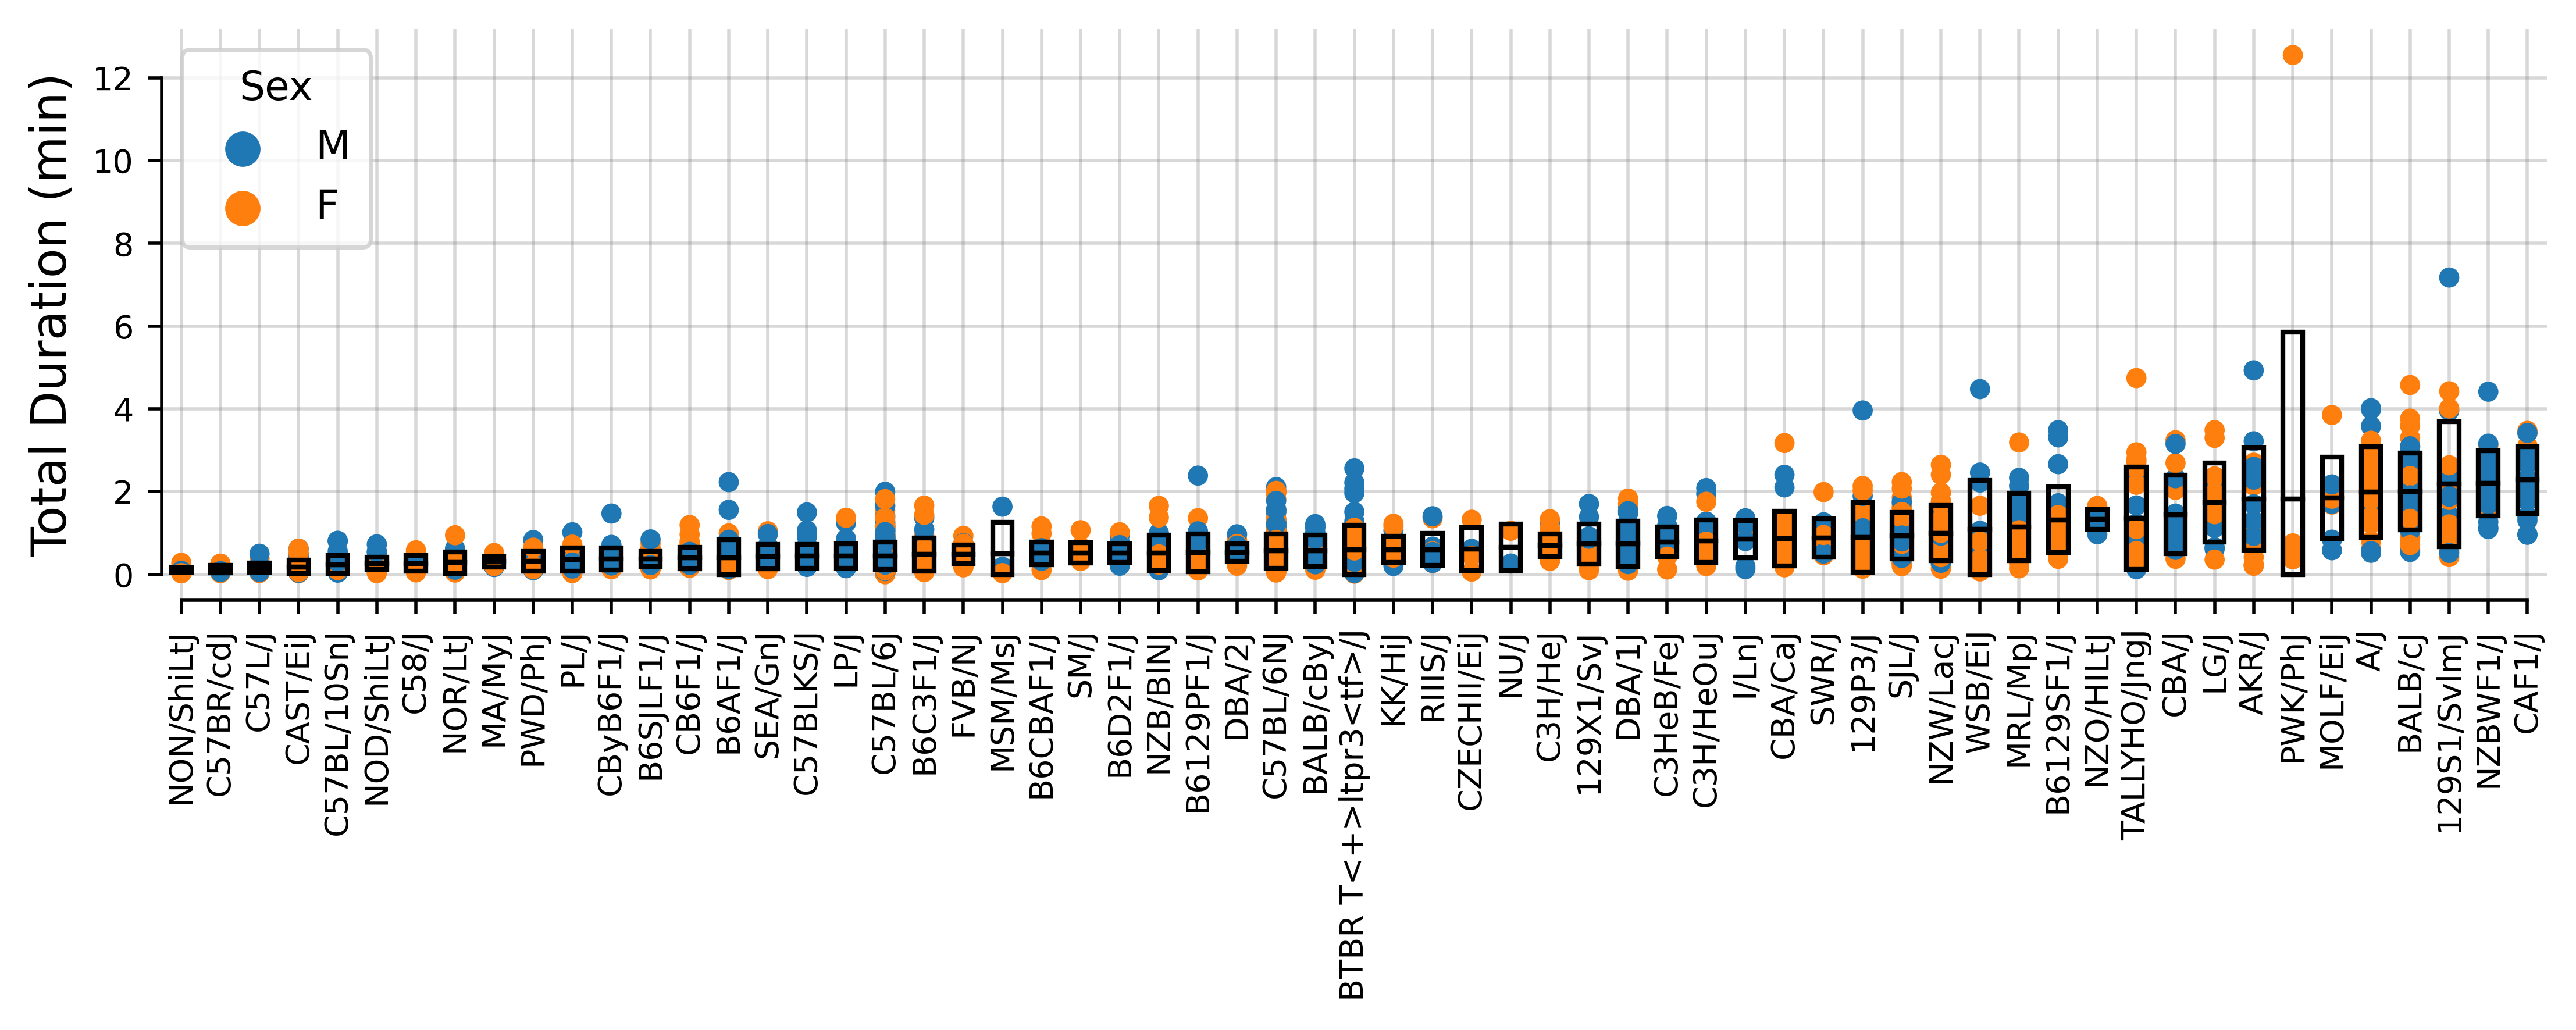 Total Duration (min)
12
10
8
6
4
2
0
Sex
M
F
NON/ShiLtJ
C57BR/cdJ
C57L/J
CAST/EiJ
C57BL/10SnJ
NOD/ShiLtJ
C58/J
NOR/LtJ
MA/MyJ
PWD/PhJ
PL/J
CByB6F1/J
B6SJLF1/J
CB6F1/J
B6AF1/J
SEA/GnJ
C57BLKS/J
LP/J
C57BL/6J
B6C3F1/J
FVB/NJ
MSM/MsJ
B6CBAF1/J
SM/J
B6D2F1/J
NZB/BlNJ
B6129PF1/J
DBA/2J
C57BL/6NJ
BALB/cByJ
BTBR T<+>ltpr3<tf>/J
KK/HiJ
RIIIS/J
CZECHII/EiJ
NU/J
C3H/HeJ
129X1/SvJ
DBA/1J
C3HeB/FeJ
C3H/HeOuJ
I/LnJ
CBA/CaJ
SWR/J
129P3/J
SJL/J
NZW/LacJ
WSB/EiJ
MRL/MpJ
B6129SF1/J
NZO/HlLtJ
TALLYHO/JngJ
CBA/J
LG/J
AKR/J
PWK/PhJ
MOLF/EiJ
A/J
BALB/cJ
129S1/SvImJ
NZBWF1/J
CAF1/J